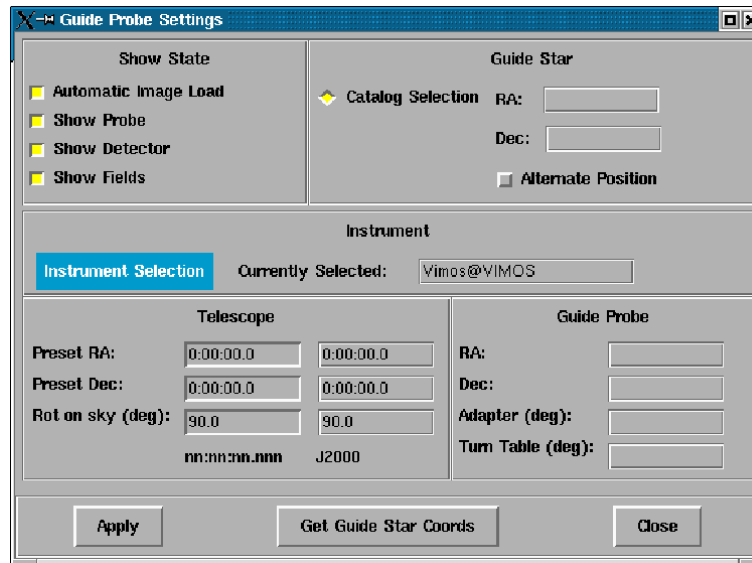 Guide Probe Settings
Show State
Automatic Image Load
Show Probe
Show Detector
Show Fields
Guide Star
Catalog Selection RA:
Dec:
Alternate Position
Instrument
Instrument Selection Currently Selected: Vimos@VIMOS
Telescope
Preset RA: 0:00:00.0 0:00:00.0
Preset Dec: 0:00:00.0 0:00:00.0
Rot on sky (deg): 90.0 90.0
nn:nn:nn.nnn J2000
Guide Probe
RA:
Dec:
Adapter (deg):
Turn Table (deg):
Apply Get Guide Star Coords Close